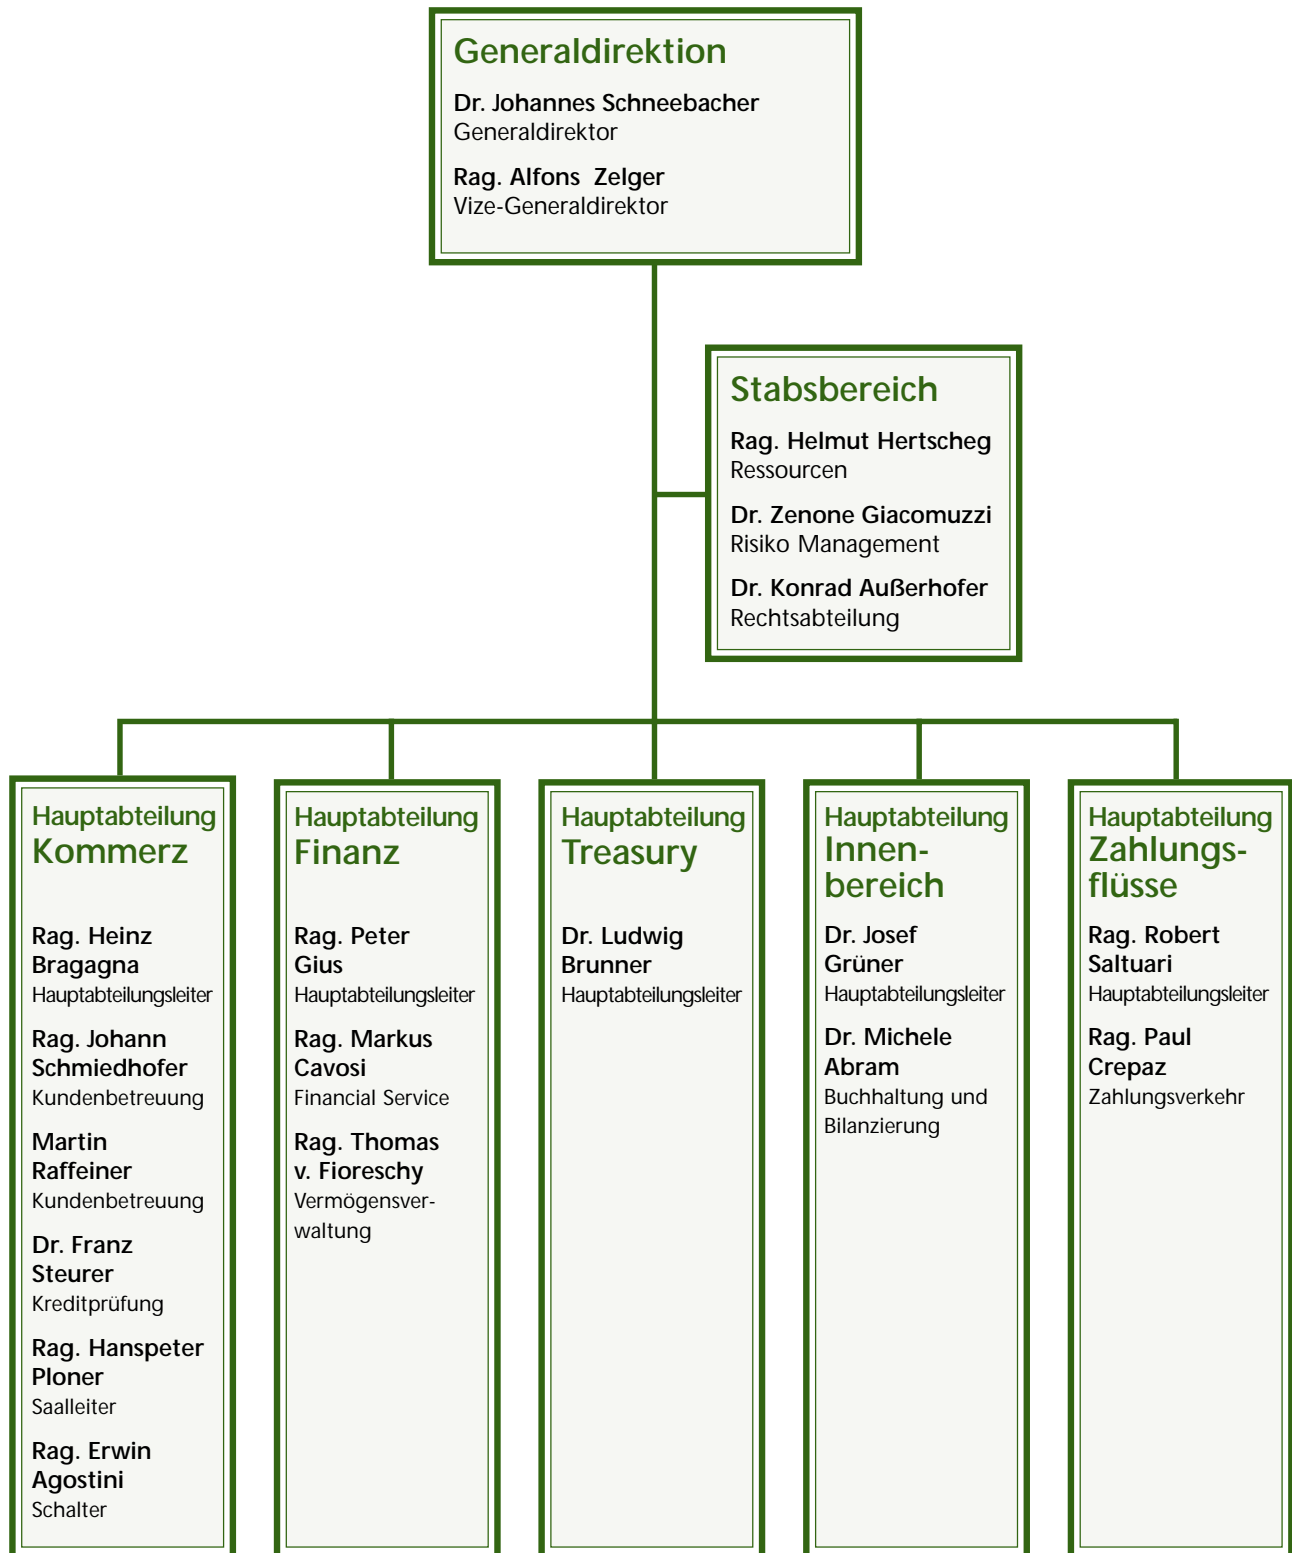 Generaldirektion
Dr. Johannes Schneebacher
Generaldirektor
Rag. Alfons Zelger
Vize-Generaldirektor
Stabsbereich
Rag. Helmut Hertscheg
Ressourcen
Dr. Zenone Giacomuzzi
Risiko Management
Dr. Konrad Außerhofer
Rechtsabteilung
Hauptabteilung
Kommerz
Rag. Heinz
Bragagna
Hauptabteilungsleiter
Rag. Johann
Schmiedhofer
Kundenbetreuung
Martin
Raffeiner
Kundenbetreuung
Dr. Franz
Steurer
Kreditprüfung
Rag. Hanspeter
Ploner
Saalleiter
Rag. Erwin
Agostini
Schalter
Hauptabteilung
Finanz
Rag. Peter
Gius
Hauptabteilungsleiter
Rag. Markus
Cavosi
Financial Service
Rag. Thomas
v. Fioreschy
Vermögensver-
waltung
Hauptabteilung
Treasury
Dr. Ludwig
Brunner
Hauptabteilungsleiter
Hauptabteilung
Innen-
bereich
Dr. Josef
Grüner
Hauptabteilungsleiter
Dr. Michele
Abram
Buchhaltung und
Bilanzierung
Hauptabteilung
Zahlungs-
flüsse
Rag. Robert
Saltuari
Hauptabteilungsleiter
Rag. Paul
Crepaz
Zahlungsverkehr